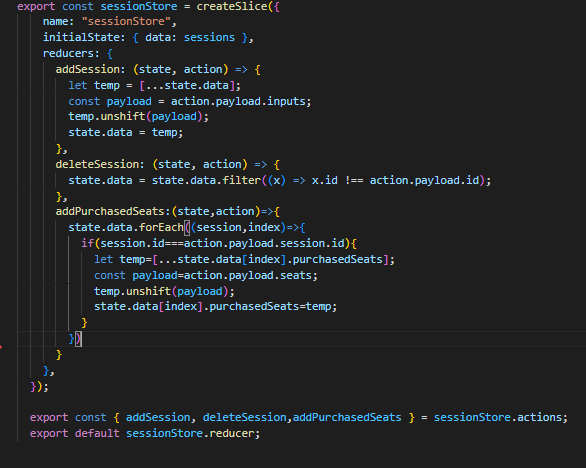 export const sessionStore = createSlice({
name: "sessionStore",
initialState: { data: sessions },
reducers: {
addSession: (state, action) => {
let temp = [...state.data];
const payload = action.payload.inputs;
temp.unshift(payload);
state.data = temp;
},
deleteSession: (state, action) => {
state.data = state.data.filter((x) => x.id !== action.payload.id);
},
addPurchasedSeats:(state,action)=>{
state.data.forEach((session,index)=>{
if(session.id===action.payload.session.id){
let temp=[...state.data[index].purchasedSeats];
const payload=action.payload.seats;
temp.unshift(payload);
state.data[index].purchasedSeats=temp;
}
})
}
},
});
export const { addSession, deleteSession,addPurchasedSeats } = sessionStore.actions;
export default sessionStore.reducer;